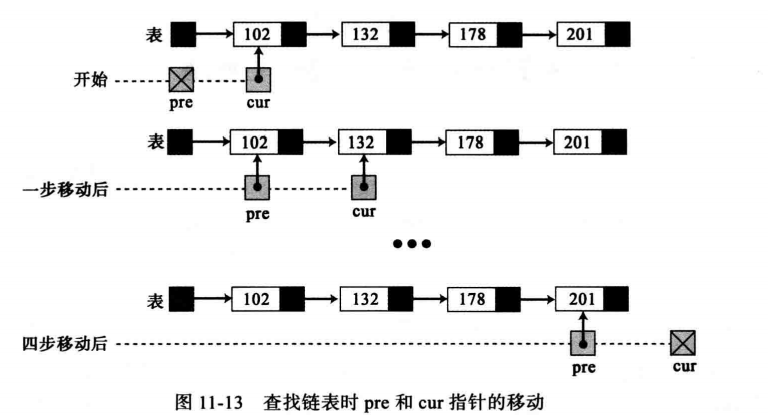 表 102 132 178 201
开始
pre cur
表 102 132 178 201
一步移动后
pre cur
表 102 132 178 201
四步移动后
pre cur
图 11-13 查找链表时 pre 和 cur 指针的移动